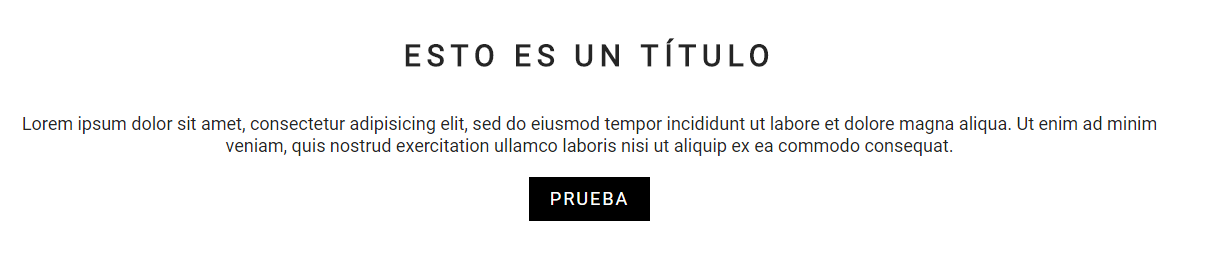 ESTO ES UN TÍTULO
Lorem ipsum dolor sit amet, consectetur adipisicing elit, sed do eiusmod tempor incididunt ut labore et dolore magna aliqua. Ut enim ad minim
veniam, quis nostrud exercitation ullamco laboris nisi ut aliquip ex ea commodo consequat.
PRUEBA